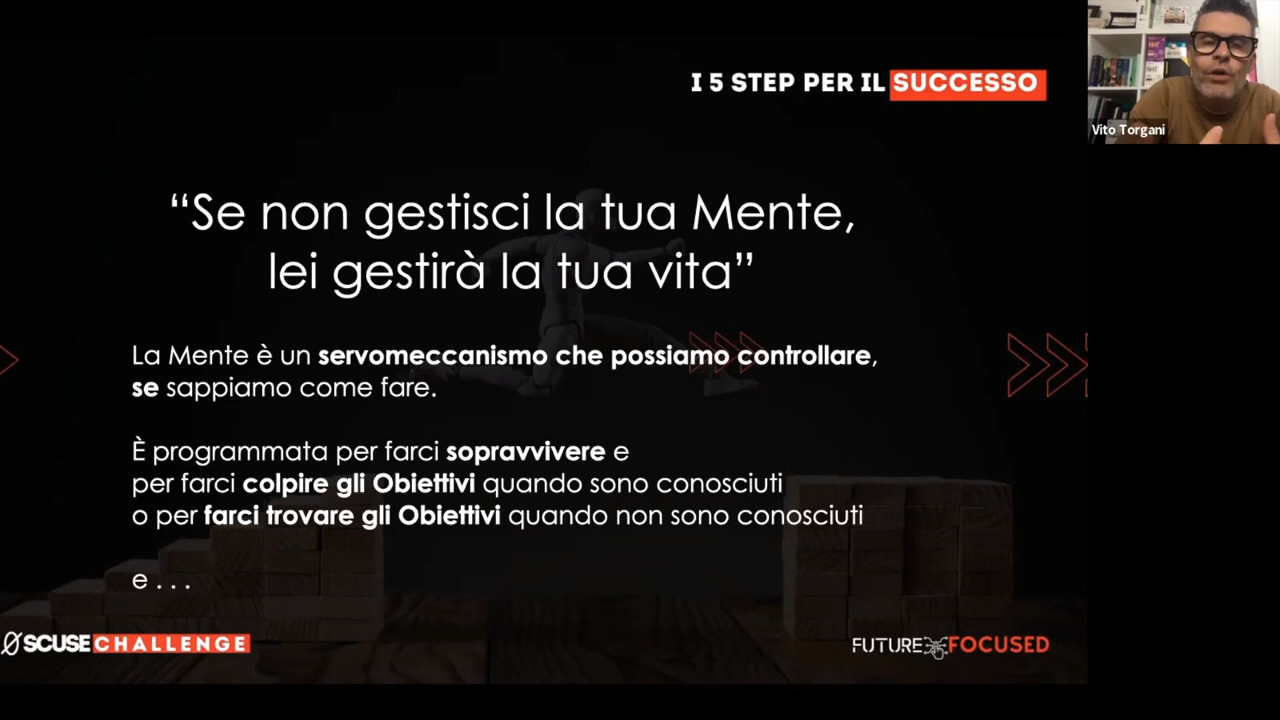 I 5 STEP PER IL SUCCESSO
Vito Torgani
“Se non gestisci la tua Mente,
lei gestirà la tua vita”
La Mente è un servomeccanismo che possiamo controllare,
se sappiamo come fare.
È programmata per farci sopravvivere e
per farci colpire gli Obiettivi quando sono conosciuti
o per farci trovare gli Obiettivi quando non sono conosciuti
e . . .
ØSCUSE CHALLENGE
FUTURE FOCUSED